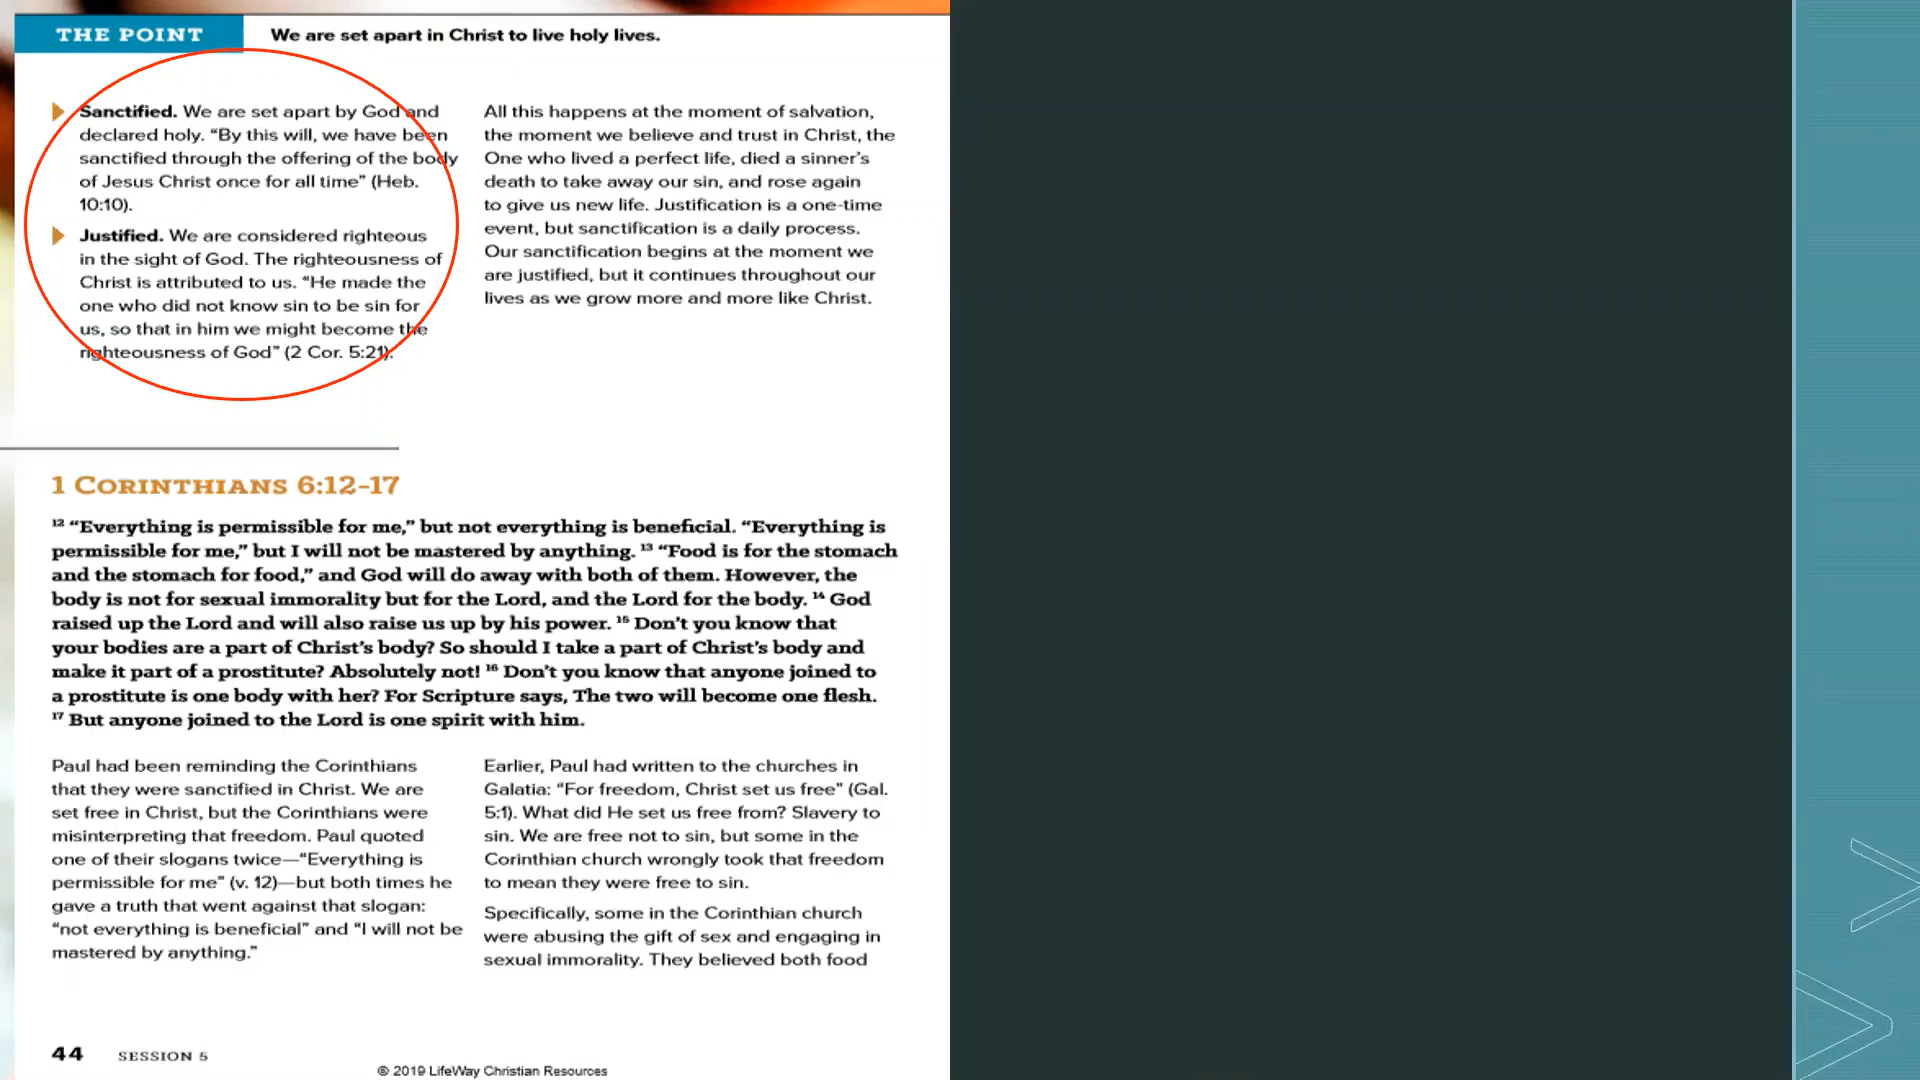 THE POINT
We are set apart in Christ to live holy lives.
Sanctified. We are set apart by God and
declared holy. “By this will, we have been
sanctified through the offering of the body
of Jesus Christ once for all time” (Heb.
10:10).
Justified. We are considered righteous
in the sight of God. The righteousness of
Christ is attributed to us. “He made the
one who did not know sin to be sin for
us, so that in him we might become the
righteousness of God” (2 Cor. 5:21).
All this happens at the moment of salvation,
the moment we believe and trust in Christ, the
One who lived a perfect life, died a sinner’s
death to take away our sin, and rose again
to give us new life. Justification is a one-time
event, but sanctification is a daily process.
Our sanctification begins at the moment we
are justified, but it continues throughout our
lives as we grow more and more like Christ.
1 CORINTHIANS 6:12-17
12 “Everything is permissible for me,” but not everything is beneficial. “Everything is
permissible for me,” but I will not be mastered by anything. 13 “Food is for the stomach
and the stomach for food,” and God will do away with both of them. However, the
body is not for sexual immorality but for the Lord, and the Lord for the body. 14 God
raised up the Lord and will also raise us up by his power. 15 Don’t you know that
your bodies are a part of Christ’s body? So should I take a part of Christ’s body and
make it part of a prostitute? Absolutely not! 16 Don’t you know that anyone joined to
a prostitute is one body with her? For Scripture says, The two will become one flesh.
17 But anyone joined to the Lord is one spirit with him.
Paul had been reminding the Corinthians
that they were sanctified in Christ. We are
set free in Christ, but the Corinthians were
misinterpreting that freedom. Paul quoted
one of their slogans twice—“Everything is
permissible for me” (v. 12)—but both times he
gave a truth that went against that slogan:
“not everything is beneficial” and “I will not be
mastered by anything.”
Earlier, Paul had written to the churches in
Galatia: “For freedom, Christ set us free” (Gal.
5:1). What did He set us free from? Slavery to
sin. We are free not to sin, but some in the
Corinthian church wrongly took that freedom
to mean they were free to sin.
Specifically, some in the Corinthian church
were abusing the gift of sex and engaging in
sexual immorality. They believed both food
44 SESSION 5
© 2019 LifeWay Christian Resources